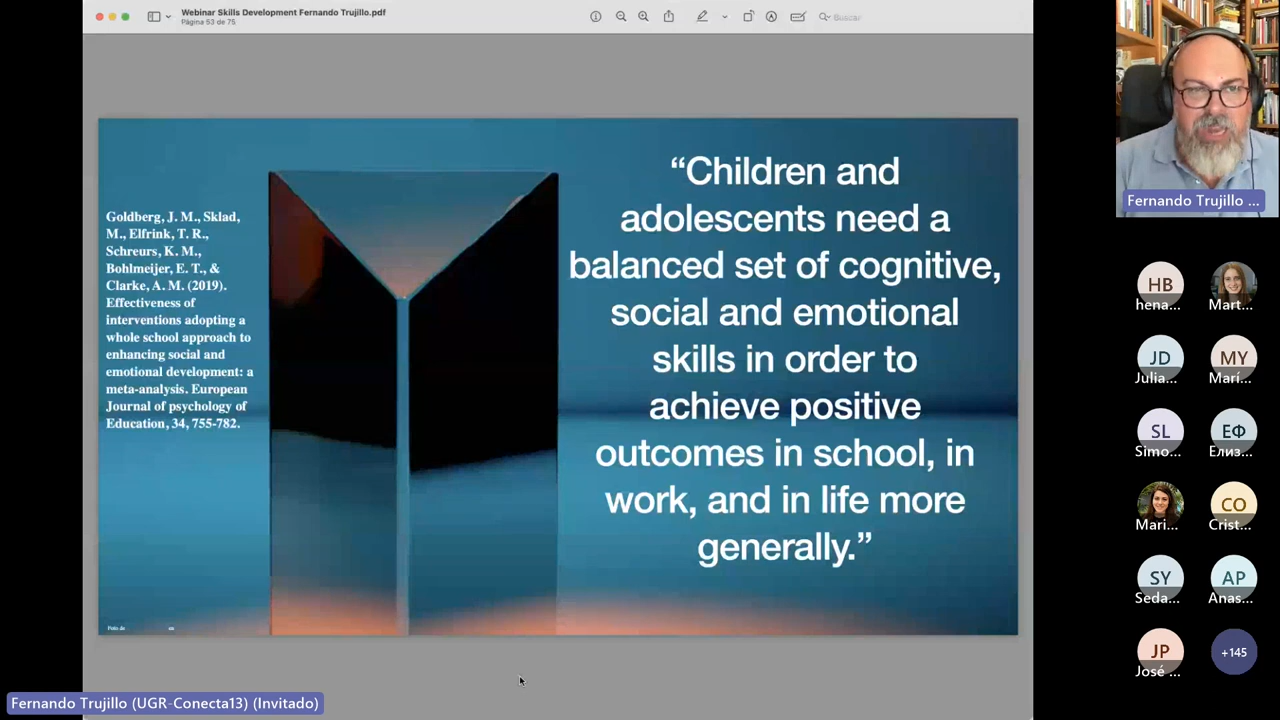 Webinar Skills Development Fernando Trujillo.pdf
Página 53 de 75
Buscar
Goldberg, J. M., Sklad,
M., Elfrink, T. R.,
Schreurs, K. M.,
Bohlmeijer, E. T., &
Clarke, A. M. (2019).
Effectiveness of
interventions adopting a
whole school approach to
enhancing social and
emotional development: a
meta-analysis. European
Journal of psychology of
Education, 34, 755-782.
“Children and
adolescents need a
balanced set of cognitive,
social and emotional
skills in order to
achieve positive
outcomes in school, in
work, and in life more
generally.”
Foto de
Fernando Trujillo ...
HB
hena...
Mart...
JD
Julia...
MY
Marí...
SL
Simo...
ЕФ
Елиз...
Mari...
CO
Crist...
SY
Seda...
AP
Anas...
JP
José ...
+145
Fernando Trujillo (UGR-Conecta13) (Invitado)